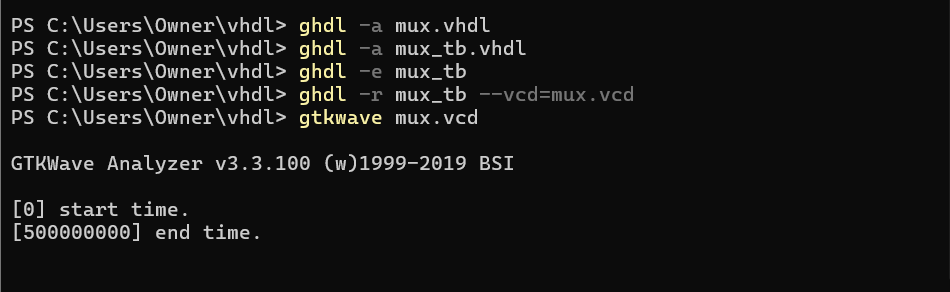 PS C:\Users\Owner\vhdl> ghdl -a mux.vhdl
PS C:\Users\Owner\vhdl> ghdl -a mux_tb.vhdl
PS C:\Users\Owner\vhdl> ghdl -e mux_tb
PS C:\Users\Owner\vhdl> ghdl -r mux_tb --vcd=mux.vcd
PS C:\Users\Owner\vhdl> gtkwave mux.vcd
GTKWave Analyzer v3.3.100 (w)1999-2019 BSI
[0] start time.
[500000000] end time.